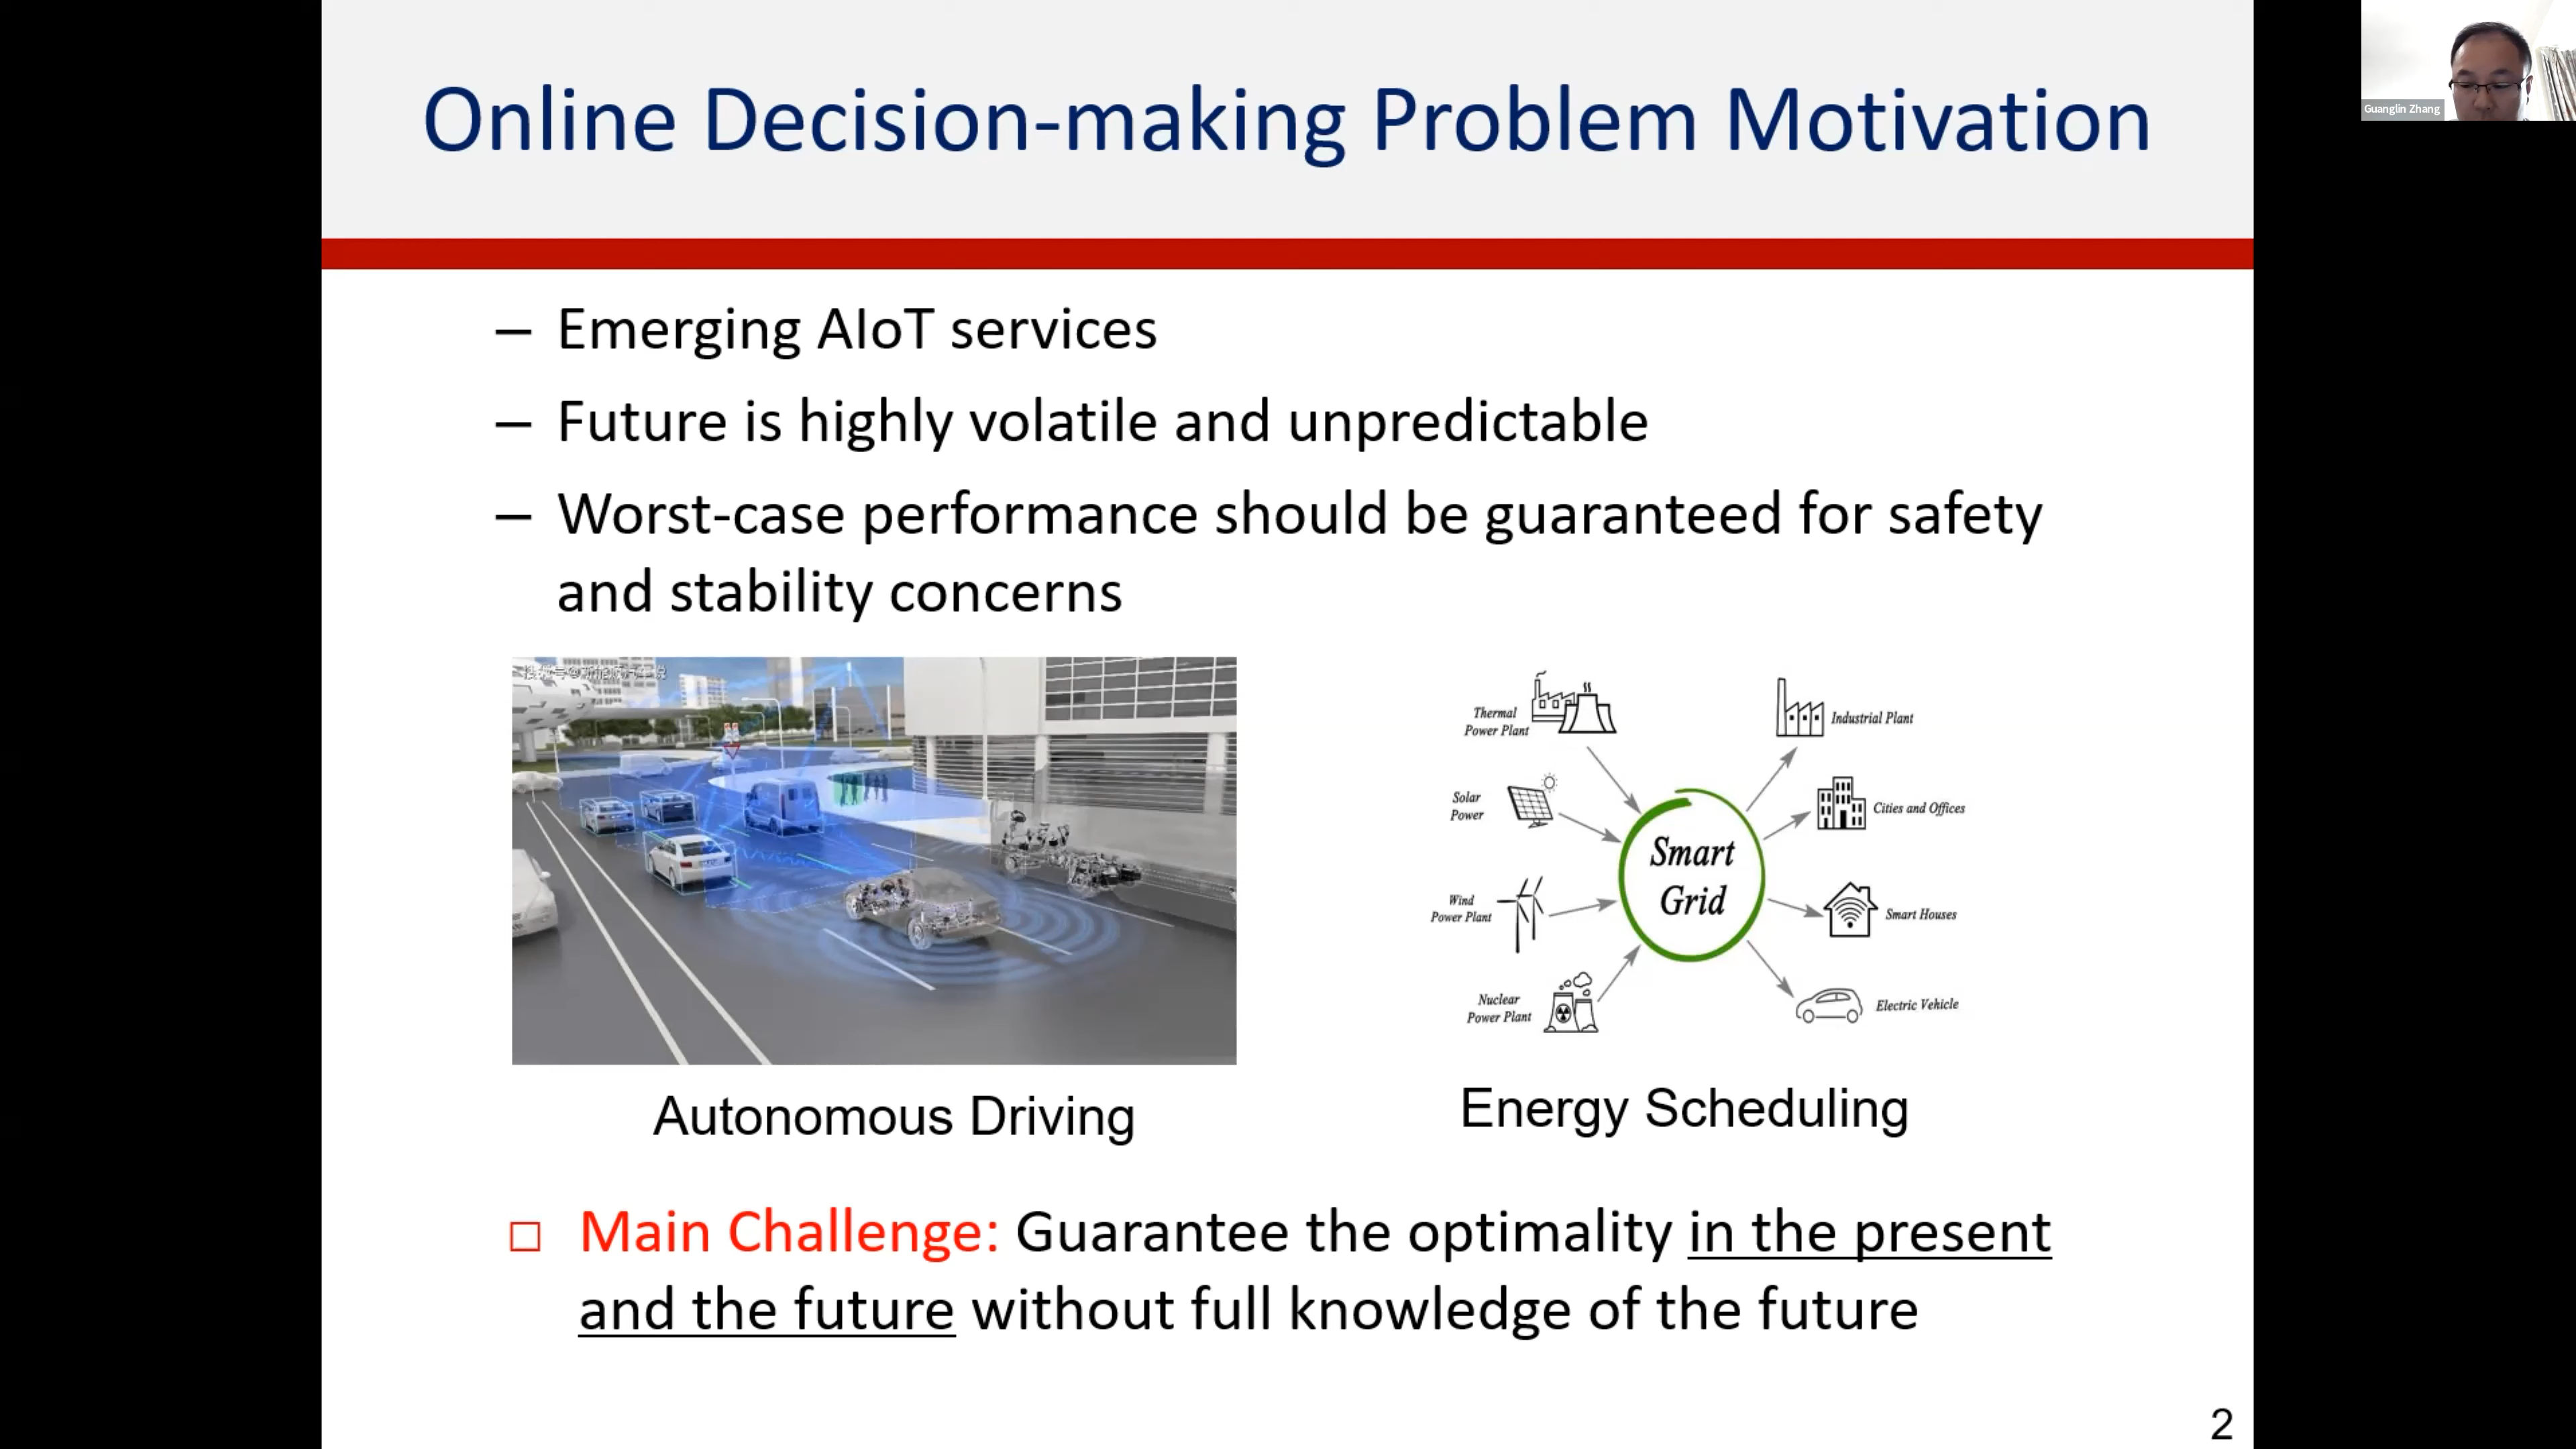 Online Decision-making Problem Motivation
Guanglin Zhang
– Emerging AIoT services
– Future is highly volatile and unpredictable
– Worst-case performance should be guaranteed for safety
and stability concerns
Thermal
Power Plant
Solar
Power
Wind
Power Plant
Nuclear
Power Plant
Smart
Grid
Industrial Plant
Cities and Offices
Smart Houses
Electric Vehicle
Autonomous Driving
Energy Scheduling
□ Main Challenge: Guarantee the optimality in the present
and the future without full knowledge of the future
2